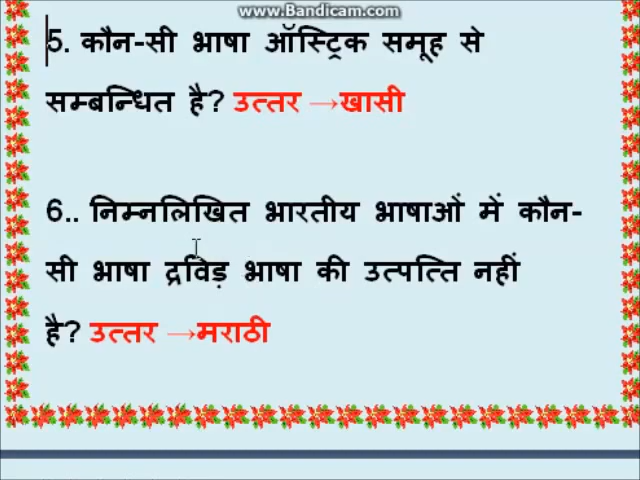 www.Bandicam.com
5. कौन-सी भाषा ऑस्ट्रिक समूह से
सम्बन्धित है? उत्तर →खासी
6.. निम्नलिखित भारतीय भाषाओं में कौन-
सी भाषा द्रविड़ भाषा की उत्पत्ति नहीं
है? उत्तर →मराठी